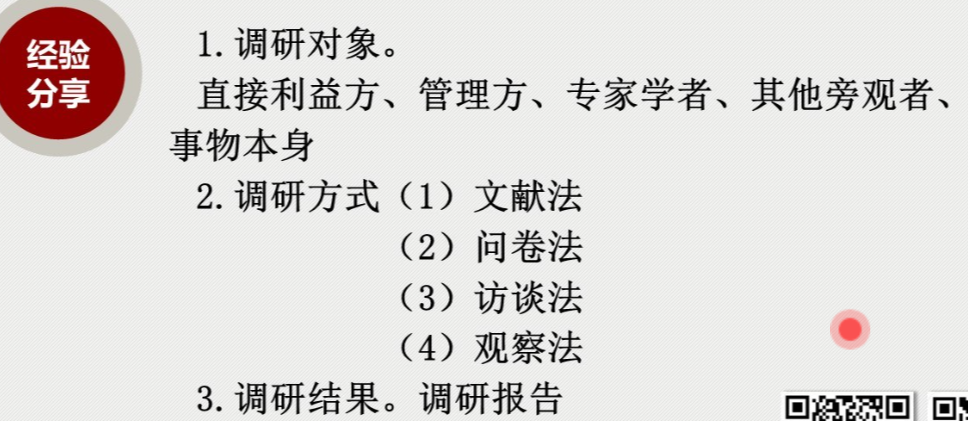 经验
分享
1.调研对象。
直接利益方、管理方、专家学者、其他旁观者、
事物本身
2.调研方式（1）文献法
（2）问卷法
（3）访谈法
（4）观察法
3.调研结果。调研报告